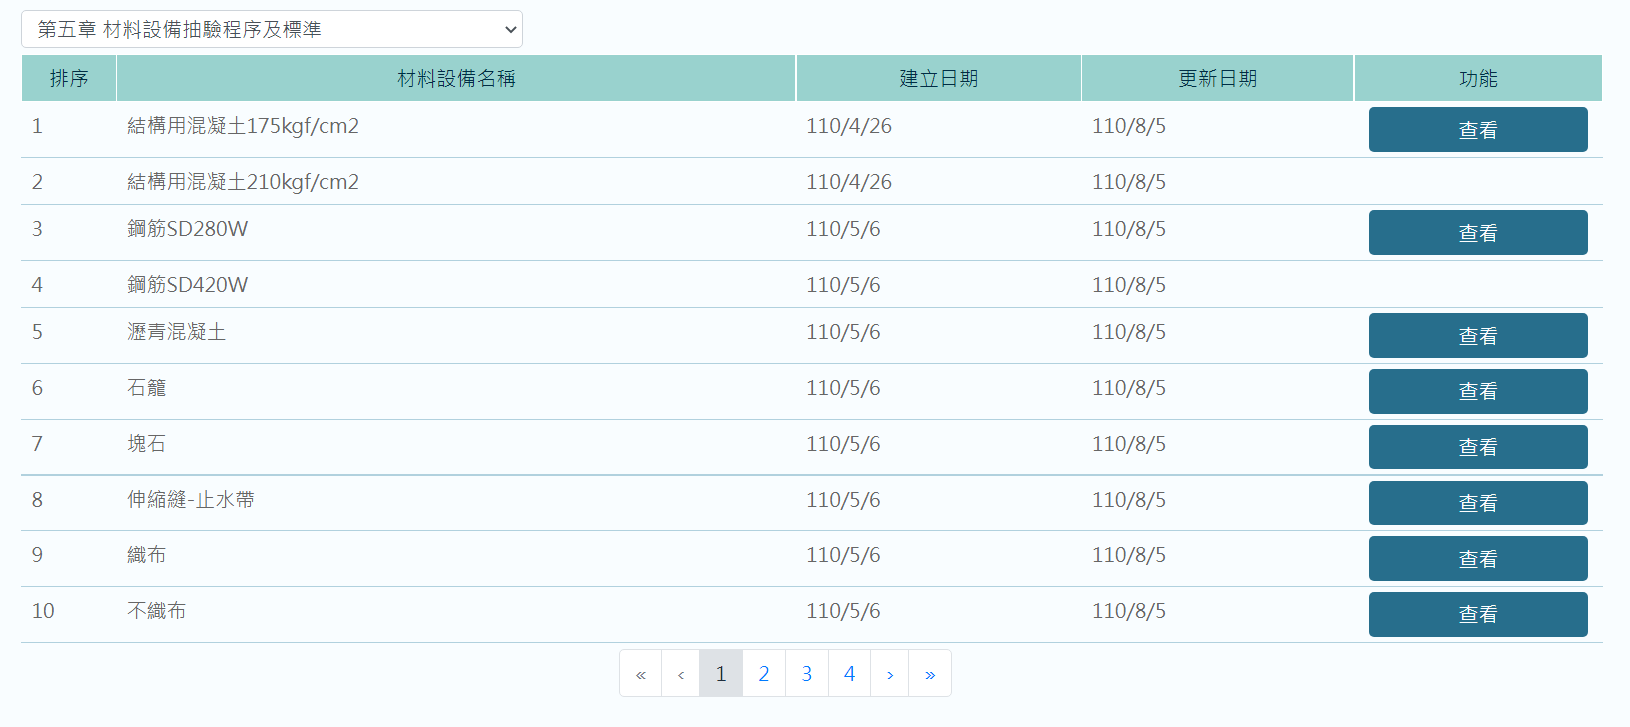 第五章 材料設備抽驗程序及標準
排序 材料設備名稱 建立日期 更新日期 功能
1 結構用混凝土175kgf/cm2 110/4/26 110/8/5 查看
2 結構用混凝土210kgf/cm2 110/4/26 110/8/5
3 鋼筋SD280W 110/5/6 110/8/5 查看
4 鋼筋SD420W 110/5/6 110/8/5
5 瀝青混凝土 110/5/6 110/8/5 查看
6 石籠 110/5/6 110/8/5 查看
7 塊石 110/5/6 110/8/5 查看
8 伸縮縫-止水帶 110/5/6 110/8/5 查看
9 織布 110/5/6 110/8/5 查看
10 不織布 110/5/6 110/8/5 查看
« ‹ 1 2 3 4 › »